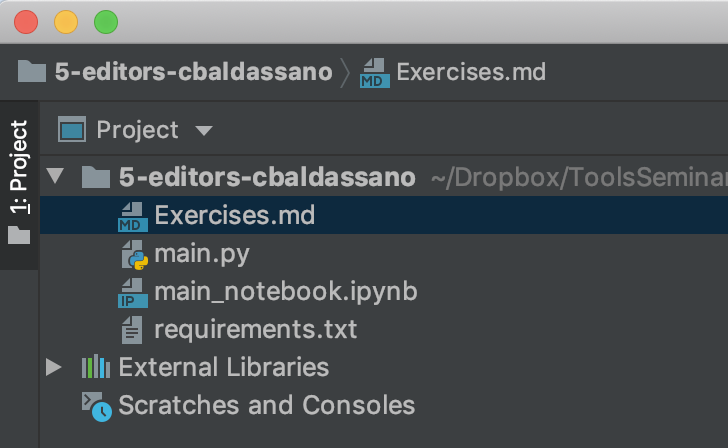 5-editors-cbaldassano Exercises.md
1: Project
Project
5-editors-cbaldassano ~/Dropbox/ToolsSeminar
MD Exercises.md
main.py
IP main_notebook.ipynb
requirements.txt
External Libraries
Scratches and Consoles